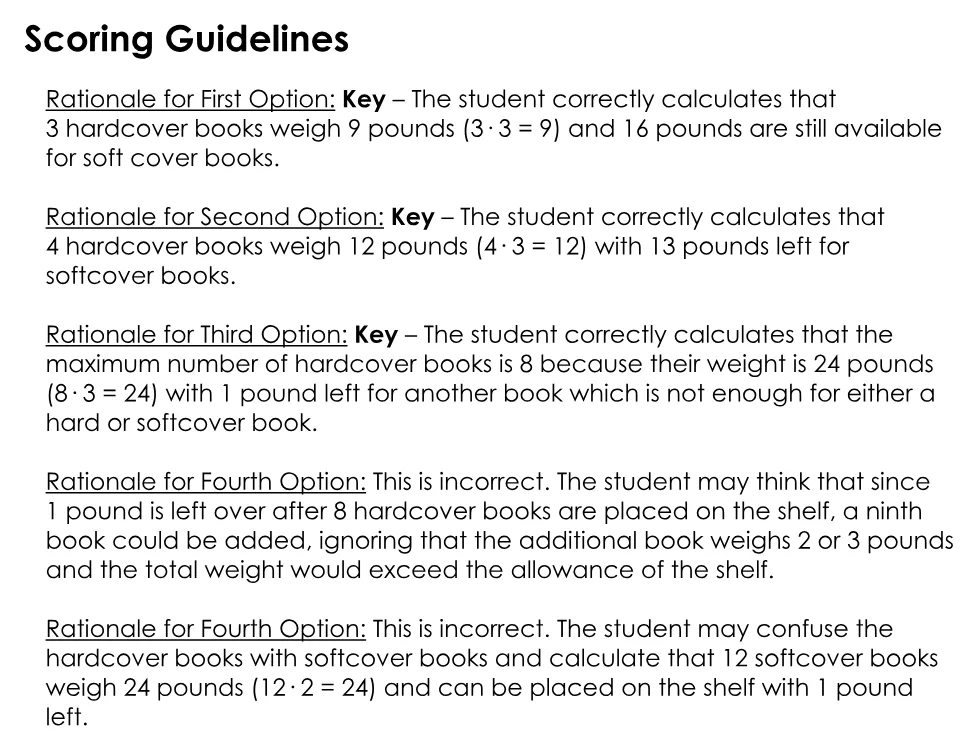 Scoring Guidelines
Rationale for First Option: Key – The student correctly calculates that
3 hardcover books weigh 9 pounds (3 · 3 = 9) and 16 pounds are still available
for soft cover books.
Rationale for Second Option: Key – The student correctly calculates that
4 hardcover books weigh 12 pounds (4 · 3 = 12) with 13 pounds left for
softcover books.
Rationale for Third Option: Key – The student correctly calculates that the
maximum number of hardcover books is 8 because their weight is 24 pounds
(8 · 3 = 24) with 1 pound left for another book which is not enough for either a
hard or softcover book.
Rationale for Fourth Option: This is incorrect. The student may think that since
1 pound is left over after 8 hardcover books are placed on the shelf, a ninth
book could be added, ignoring that the additional book weighs 2 or 3 pounds
and the total weight would exceed the allowance of the shelf.
Rationale for Fourth Option: This is incorrect. The student may confuse the
hardcover books with softcover books and calculate that 12 softcover books
weigh 24 pounds (12 · 2 = 24) and can be placed on the shelf with 1 pound
left.